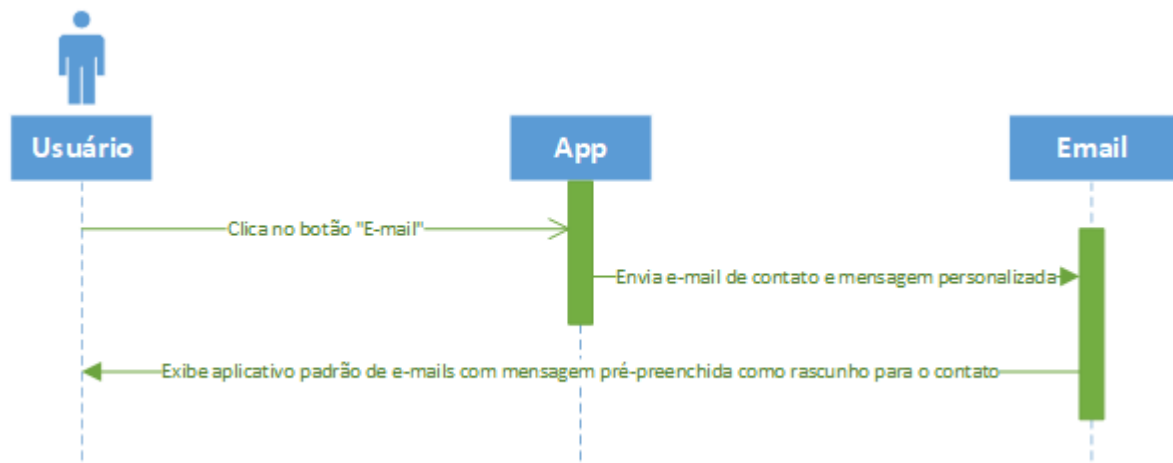 Usuário
App
Email
Clica no botão "E-mail"
Envia e-mail de contato e mensagem personalizada
Exibe aplicativo padrão de e-mails com mensagem pré-preenchida como rascunho para o contato